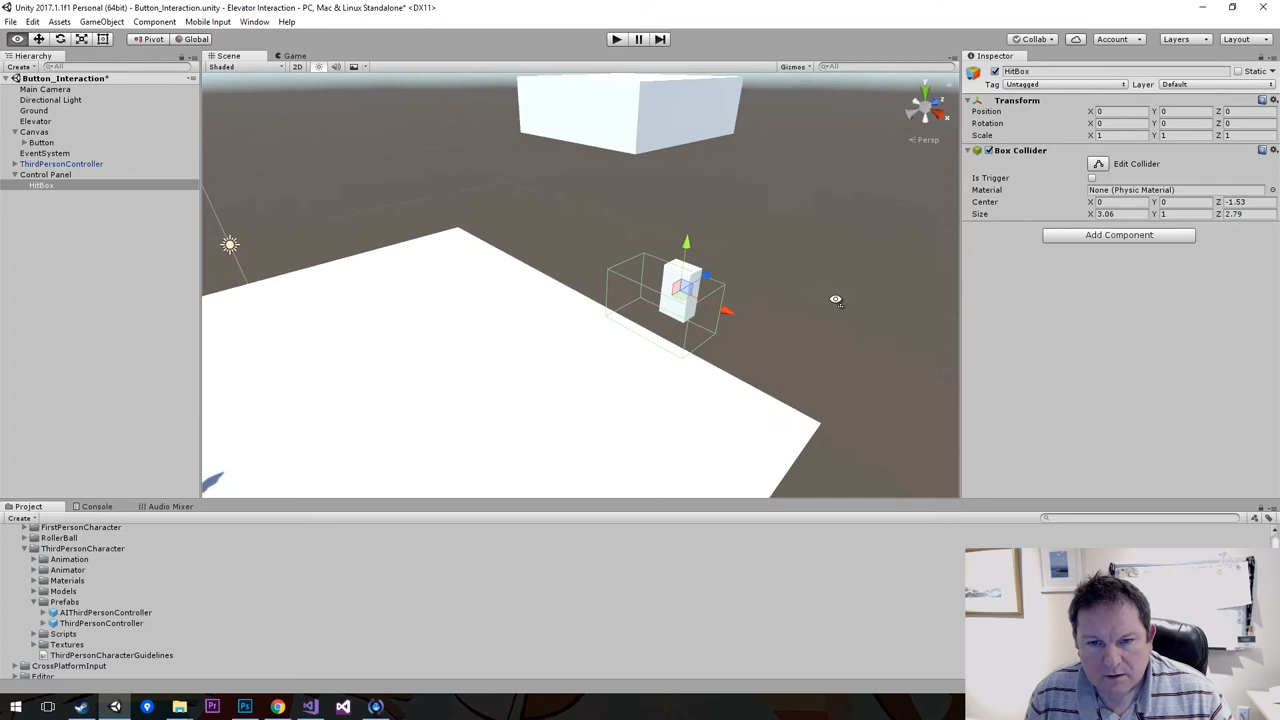 Unity 2017.1.1f1 Personal (64bit) - Button_Interaction.unity - Elevator Interaction - PC, Mac & Linux Standalone* <DX11>
File Edit Assets GameObject Component Mobile Input Window Help
Pivot Global Collab Account Layers Layout
Hierarchy Scene Game Inspector
Create All Shaded 2D Gizmos All HitBox Static
Button_Interaction* Tag Untagged Layer Default
Main Camera
Directional Light Transform
Ground Position X 0 Y 0 Z 0
Elevator Rotation X 0 Y 0 Z 0
Canvas Scale X 1 Y 1 Z 1
Button Box Collider
EventSystem
ThirdPersonController Edit Collider
Control Panel Is Trigger
HitBox Material None (Physic Material)
Center X 0 Y 0 Z -1.53
Size X 3.06 Y 1 Z 2.79
Add Component
y z x
Persp
Project Console Audio Mixer
Create
FirstPersonCharacter
RollerBall
ThirdPersonCharacter
Animation
Animator
Materials
Models
Prefabs
AIThirdPersonController
ThirdPersonController
Scripts
Textures
ThirdPersonCharacterGuidelines
CrossPlatformInput
Editor
Pr Ps